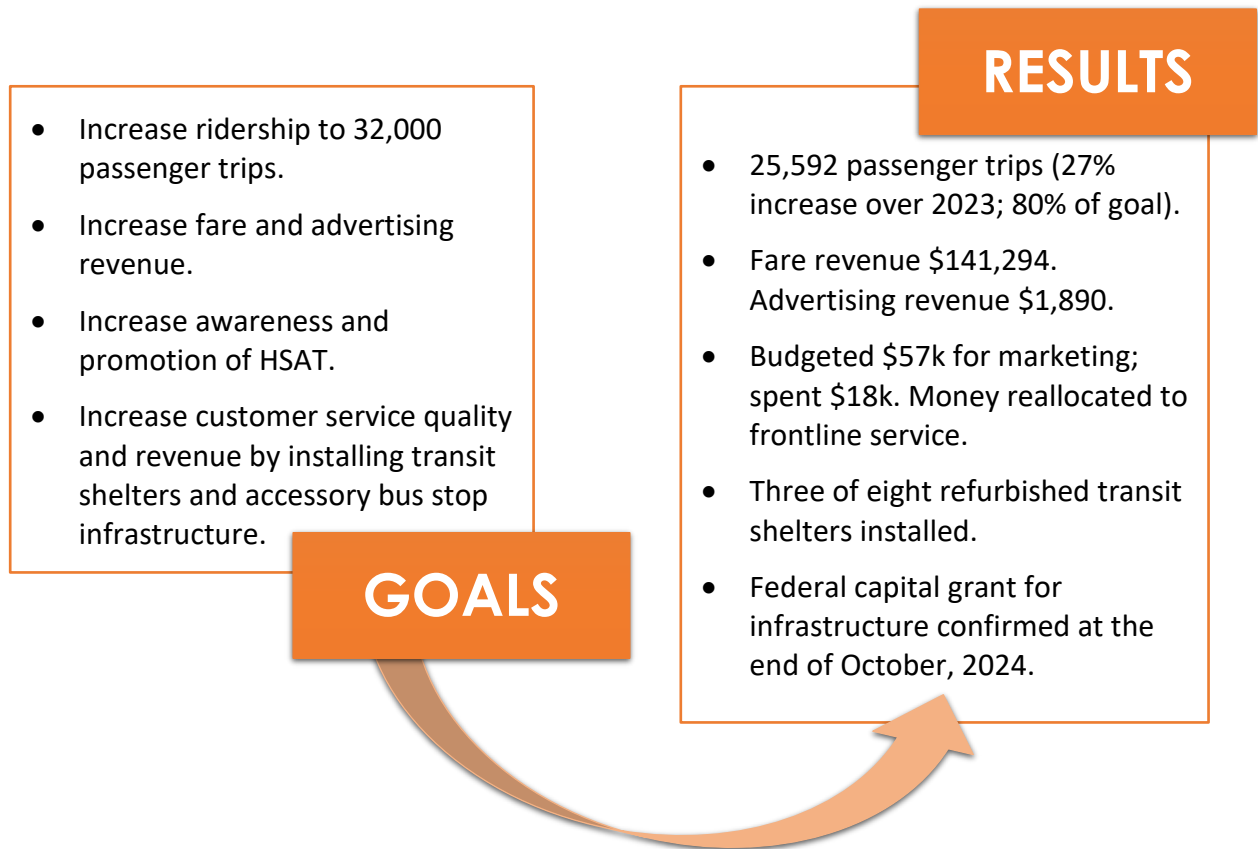 • Increase ridership to 32,000
passenger trips.
• Increase fare and advertising
revenue.
• Increase awareness and
promotion of HSAT.
• Increase customer service quality
and revenue by installing transit
shelters and accessory bus stop
infrastructure.
GOALS
RESULTS
• 25,592 passenger trips (27%
increase over 2023; 80% of goal).
• Fare revenue $141,294.
Advertising revenue $1,890.
• Budgeted $57k for marketing;
spent $18k. Money reallocated to
frontline service.
• Three of eight refurbished transit
shelters installed.
• Federal capital grant for
infrastructure confirmed at the
end of October, 2024.